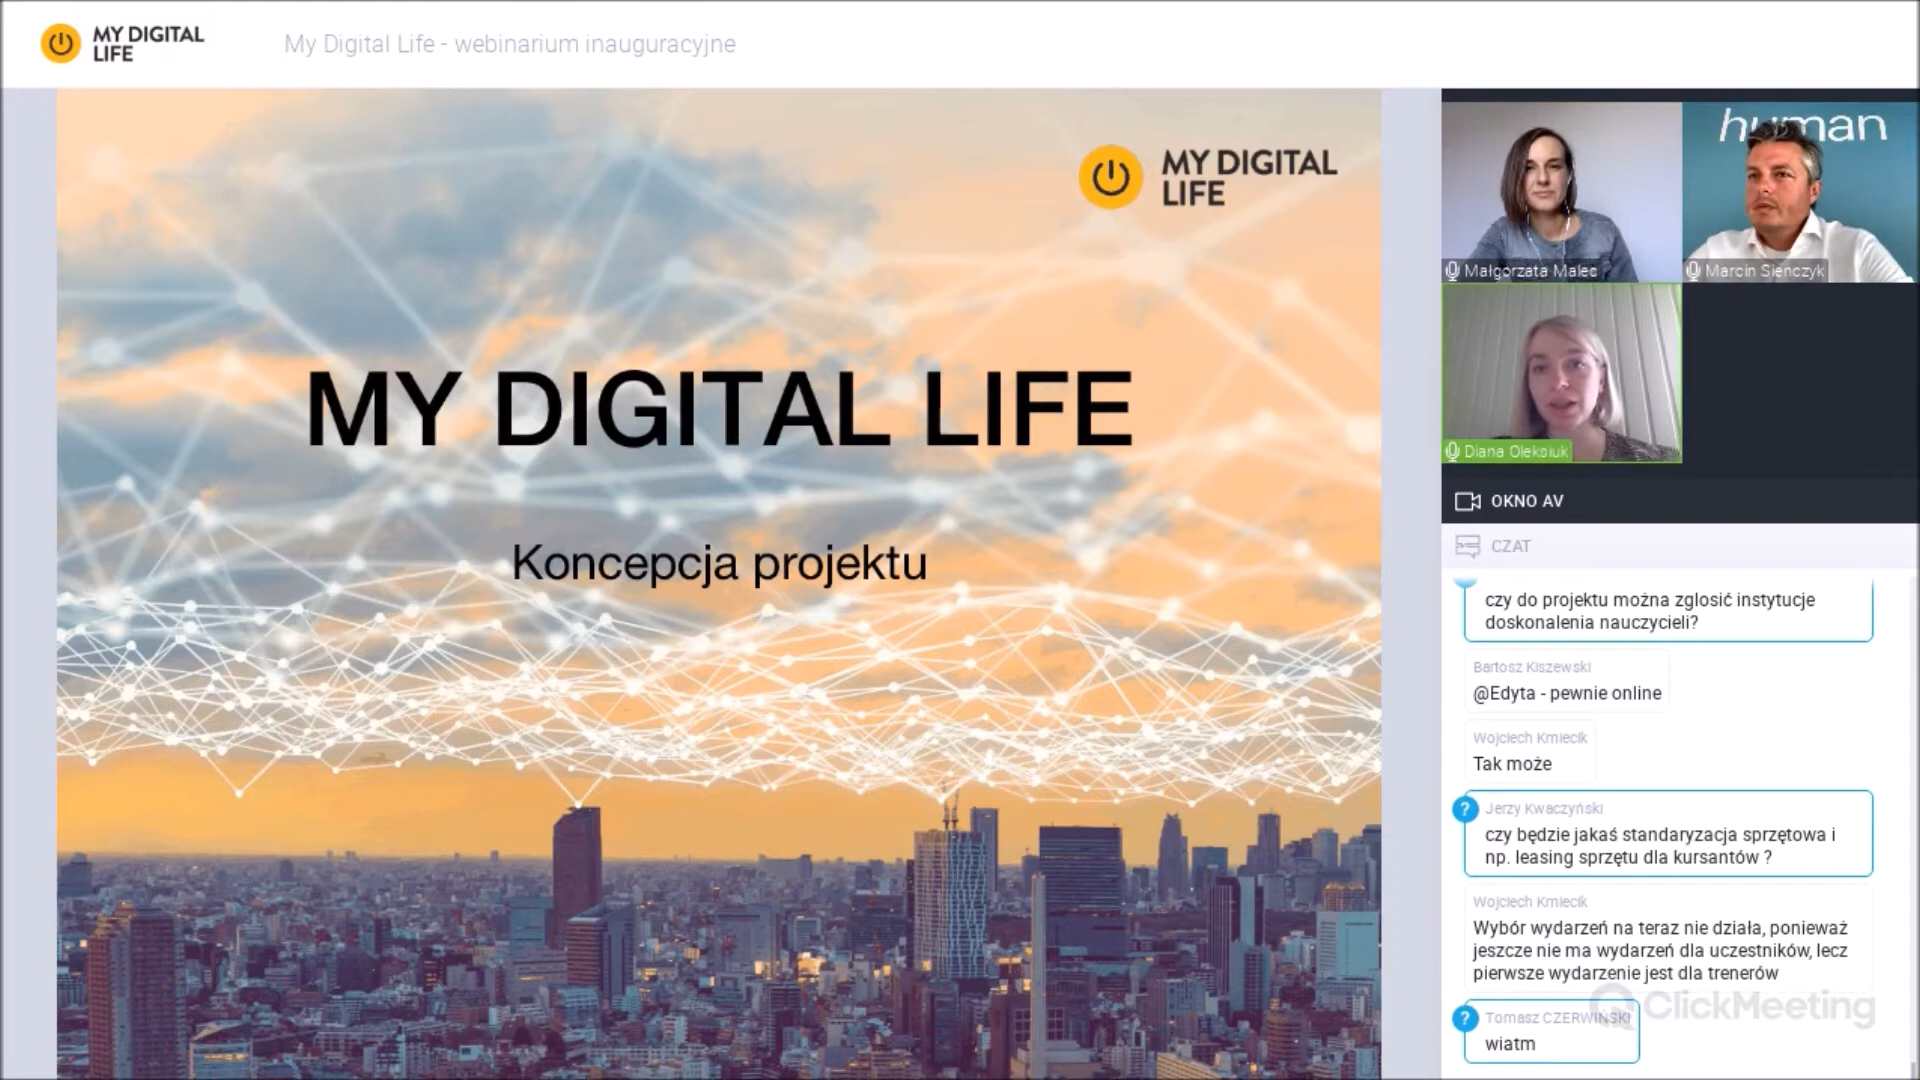 MY DIGITAL
LIFE
My Digital Life - webinarium inauguracyjne
MY DIGITAL
LIFE
MY DIGITAL LIFE
Koncepcja projektu
human
Małgorzata Malec
Marcin Sieńczyk
Diana Oleksiuk
OKNO AV
CZAT
czy do projektu można zglosić instytucje
doskonalenia nauczycieli?
Bartosz Kiszewski
@Edyta - pewnie online
Wojciech Kmiecik
Tak może
? Jerzy Kwaczyński
czy będzie jakaś standaryzacja sprzętowa i
np. leasing sprzętu dla kursantów ?
Wojciech Kmiecik
Wybór wydarzeń na teraz nie działa, ponieważ
jeszcze nie ma wydarzeń dla uczestników, lecz
pierwsze wydarzenie jest dla trenerów
ClickMeeting
? Tomasz CZERWIŃSKI
wiatm